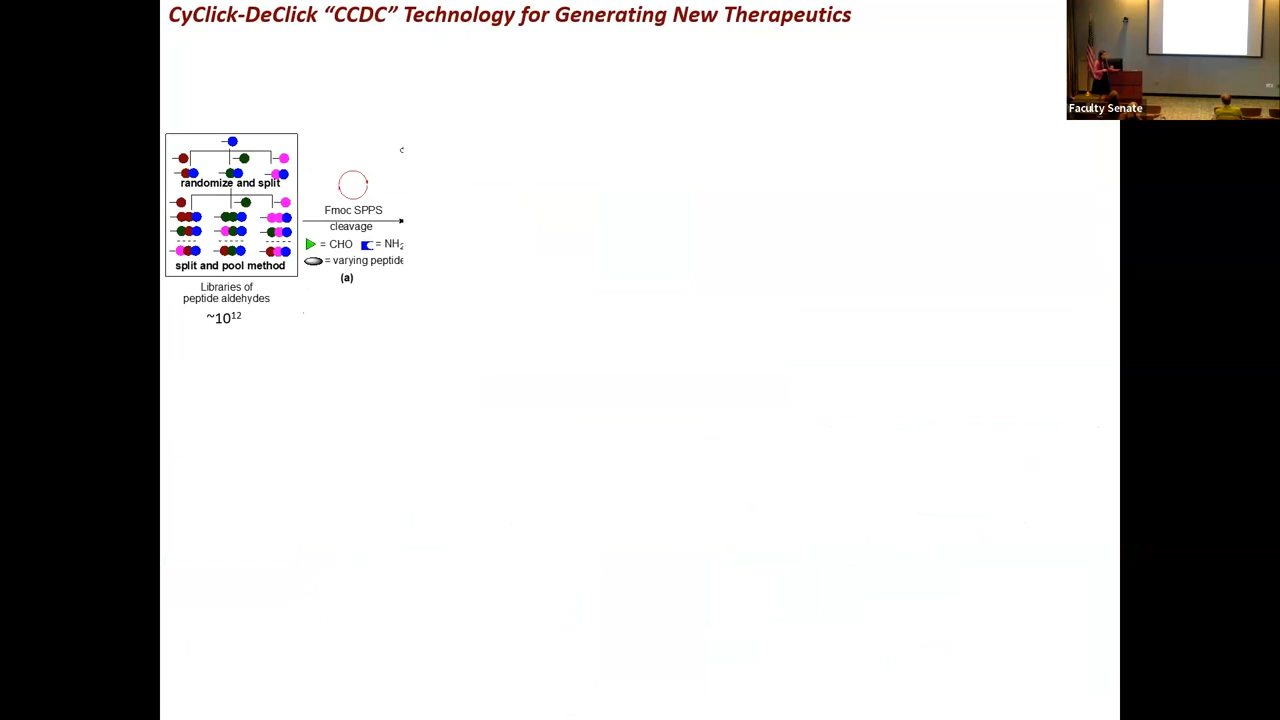 CyClick-DeClick “CCDC” Technology for Generating New Therapeutics
Faculty Senate
randomize and split
split and pool method
Libraries of
peptide aldehydes
~10¹²
Fmoc SPPS
cleavage
= CHO = NH₂
= varying peptide
(a)